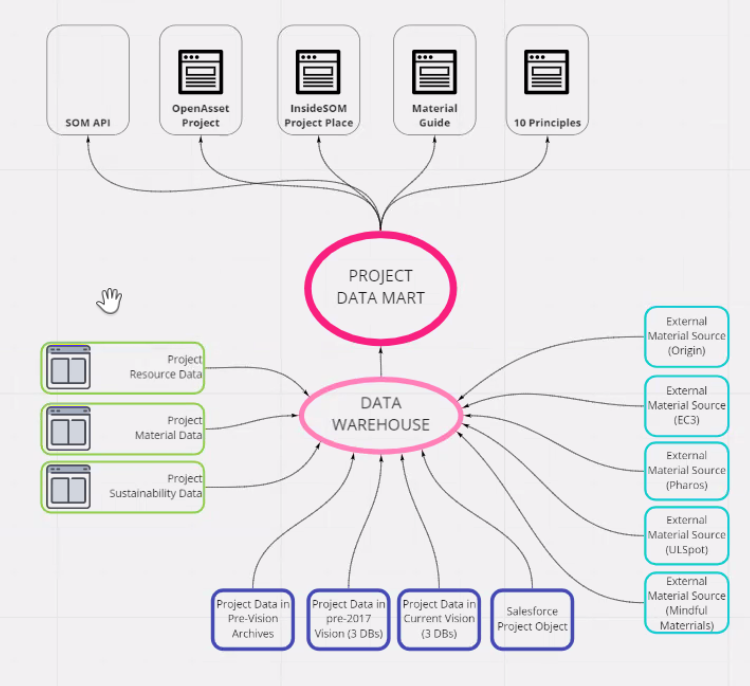 SOM API
OpenAsset
Project
InsideSOM
Project Place
Material
Guide
10 Principles
PROJECT
DATA MART
Project
Resource Data
Project
Material Data
Project
Sustainability Data
DATA
WAREHOUSE
External
Material Source
(Origin)
External
Material Source
(EC3)
External
Material Source
(Pharos)
External
Material Source
(ULSpot)
External
Material Source
(Mindful
Materrials)
Project Data in
Pre-Vision
Archives
Project Data in
pre-2017
Vision (3 DBs)
Project Data in
Current Vision
(3 DBs)
Salesforce
Project Object